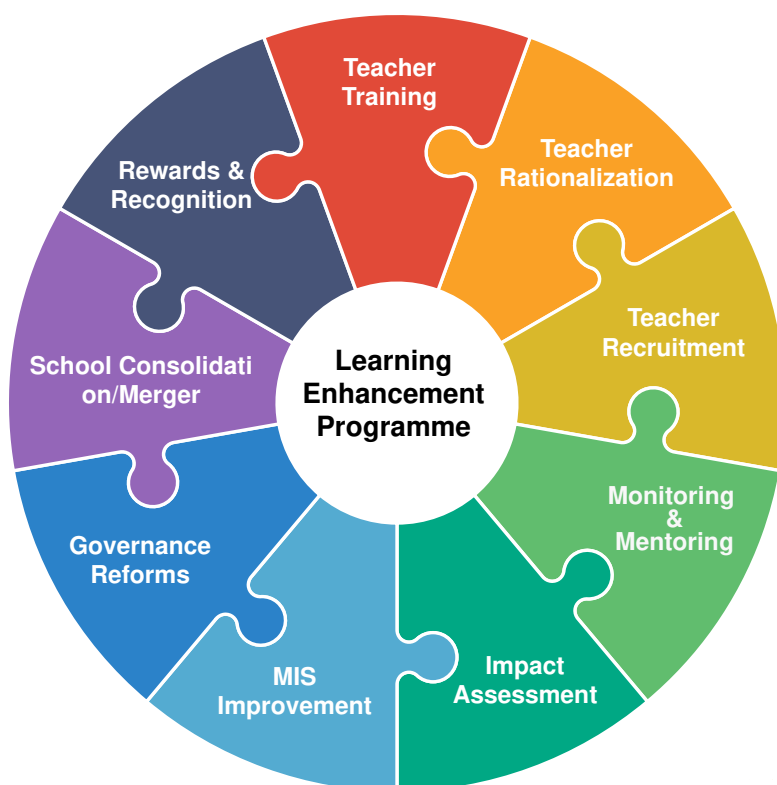 Teacher
Training
Teacher
Rationalization
Teacher
Recruitment
Monitoring
&
Mentoring
Impact
Assessment
MIS
Improvement
Governance
Reforms
School Consolidati
on/Merger
Rewards &
Recognition
Learning
Enhancement
Programme